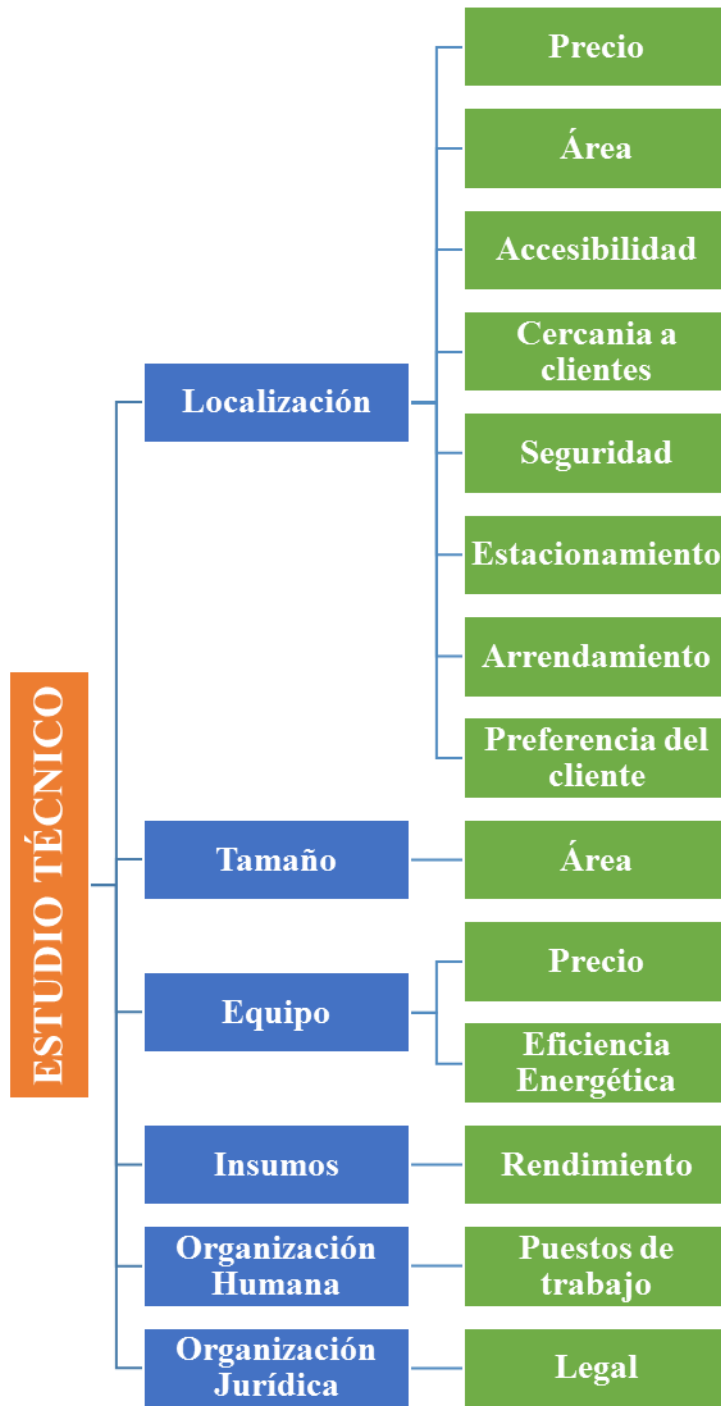 ESTUDIO TÉCNICO
Localización
Precio
Área
Accesibilidad
Cercania a
clientes
Seguridad
Estacionamiento
Arrendamiento
Preferencia del
cliente
Tamaño
Área
Equipo
Precio
Eficiencia
Energética
Insumos
Rendimiento
Organización
Humana
Puestos de
trabajo
Organización
Jurídica
Legal